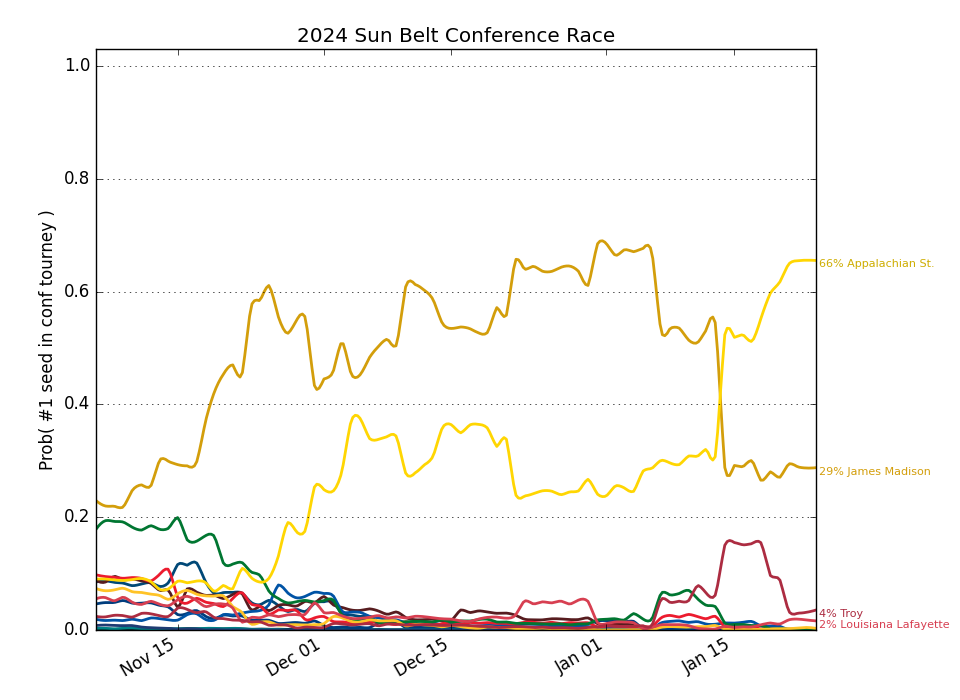 2024 Sun Belt Conference Race
Prob( #1 seed in conf tourney )
1.0
0.8
0.6
0.4
0.2
0.0
66% Appalachian St.
29% James Madison
4% Troy
2% Louisiana Lafayette
Nov 15
Dec 01
Dec 15
Jan 01
Jan 15